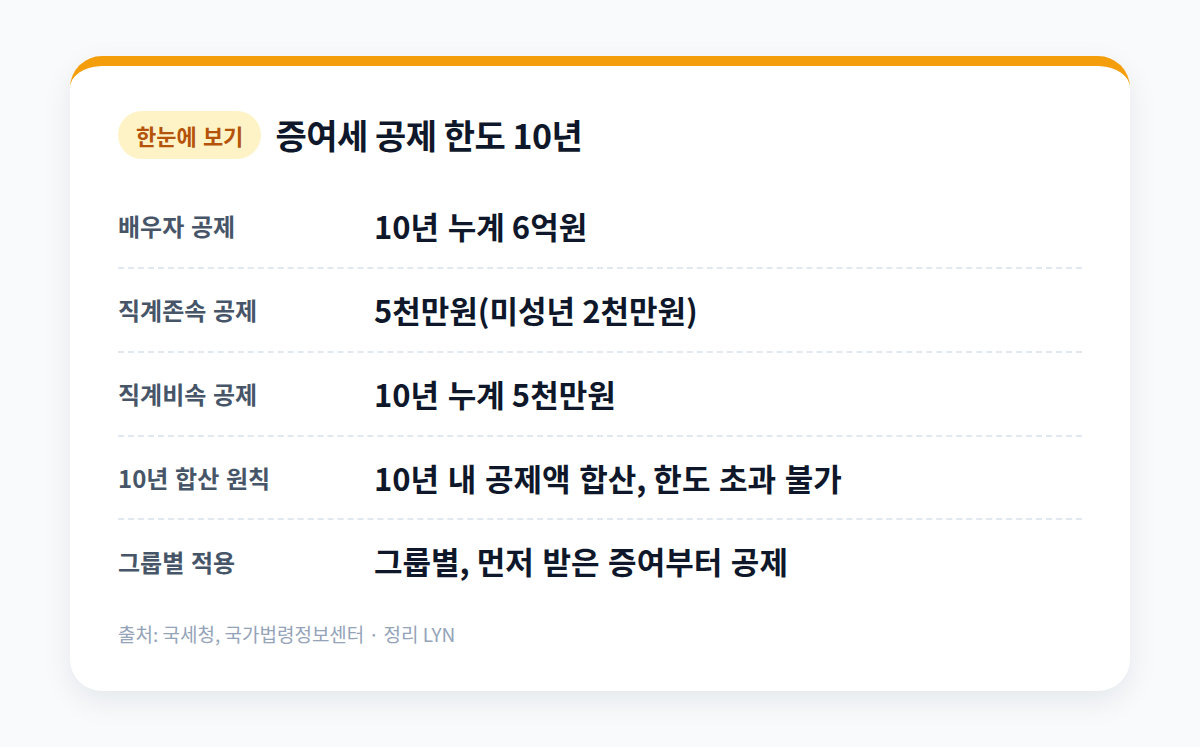 한눈에 보기 증여세 공제 한도 10년
배우자 공제 10년 누계 6억원
직계존속 공제 5천만원(미성년 2천만원)
직계비속 공제 10년 누계 5천만원
10년 합산 원칙 10년 내 공제액 합산, 한도 초과 불가
그룹별 적용 그룹별, 먼저 받은 증여부터 공제
출처: 국세청, 국가법령정보센터 · 정리 LYN